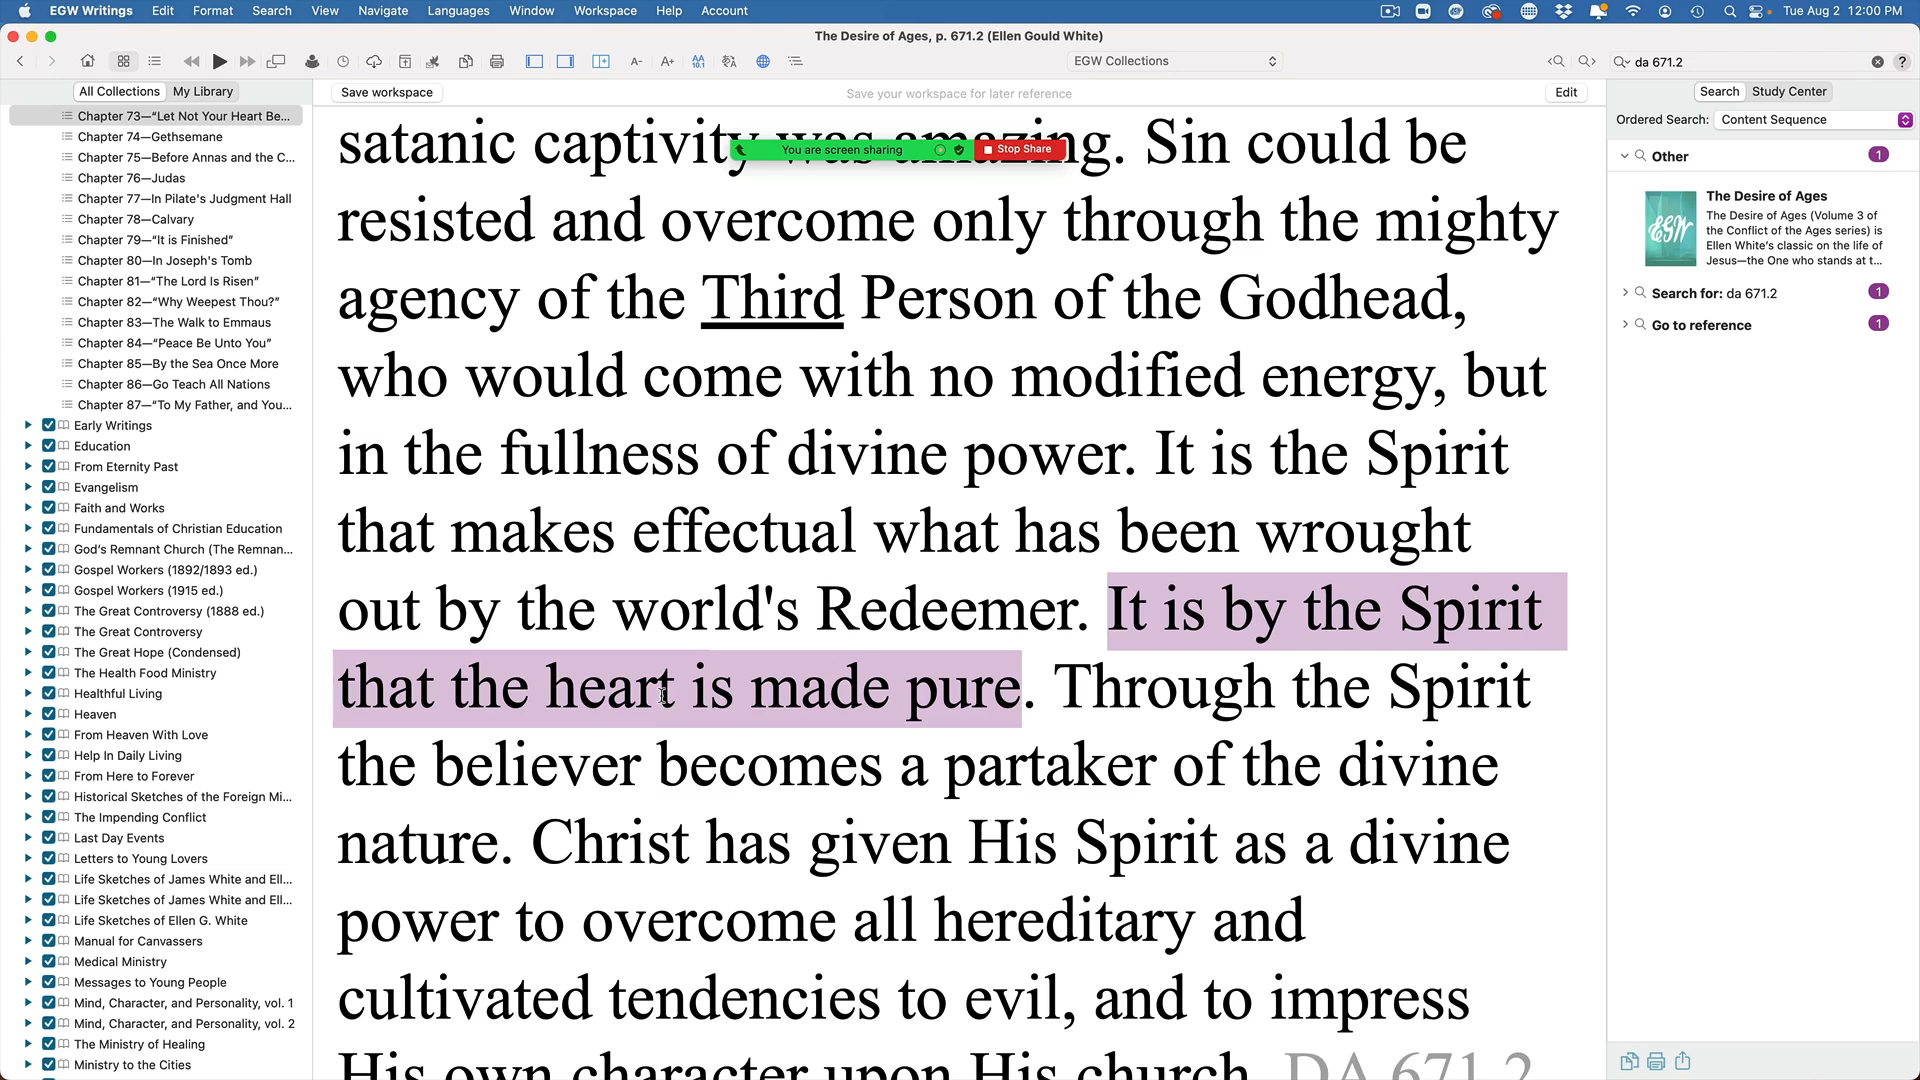 EGW Writings Edit Format Search View Navigate Languages Window Workspace Help Account Tue Aug 2 12:00 PM
The Desire of Ages, p. 671.2 (Ellen Gould White)
A- A+ AA 10.1 EGW Collections da 671.2 ?
All Collections My Library
Save workspace Save your workspace for later reference Edit
Search Study Center
Chapter 73—“Let Not Your Heart Be...
Chapter 74—Gethsemane
Chapter 75—Before Annas and the C...
Chapter 76—Judas
Chapter 77—In Pilate's Judgment Hall
Chapter 78—Calvary
Chapter 79—“It is Finished”
Chapter 80—In Joseph's Tomb
Chapter 81—“The Lord Is Risen”
Chapter 82—“Why Weepest Thou?”
Chapter 83—The Walk to Emmaus
Chapter 84—“Peace Be Unto You”
Chapter 85—By the Sea Once More
Chapter 86—Go Teach All Nations
Chapter 87—“To My Father, and You...
Early Writings
Education
From Eternity Past
Evangelism
Faith and Works
Fundamentals of Christian Education
God's Remnant Church (The Remnan...
Gospel Workers (1892/1893 ed.)
Gospel Workers (1915 ed.)
The Great Controversy (1888 ed.)
The Great Controversy
The Great Hope (Condensed)
The Health Food Ministry
Healthful Living
Heaven
From Heaven With Love
Help In Daily Living
From Here to Forever
Historical Sketches of the Foreign Mi...
The Impending Conflict
Last Day Events
Letters to Young Lovers
Life Sketches of James White and Ell...
Life Sketches of James White and Ell...
Life Sketches of Ellen G. White
Manual for Canvassers
Medical Ministry
Messages to Young People
Mind, Character, and Personality, vol. 1
Mind, Character, and Personality, vol. 2
The Ministry of Healing
Ministry to the Cities
satanic captivity was amazing. Sin could be
You are screen sharing Stop Share
resisted and overcome only through the mighty
agency of the Third Person of the Godhead,
who would come with no modified energy, but
in the fullness of divine power. It is the Spirit
that makes effectual what has been wrought
out by the world's Redeemer. It is by the Spirit
that the heart is made pure. Through the Spirit
the believer becomes a partaker of the divine
nature. Christ has given His Spirit as a divine
power to overcome all hereditary and
cultivated tendencies to evil, and to impress
His own character upon His church. DA 671.2
Ordered Search: Content Sequence
Other 1
EGW
The Desire of Ages
The Desire of Ages (Volume 3 of
the Conflict of the Ages series) is
Ellen White's classic on the life of
Jesus—the One who stands at t...
Search for: da 671.2 1
Go to reference 1